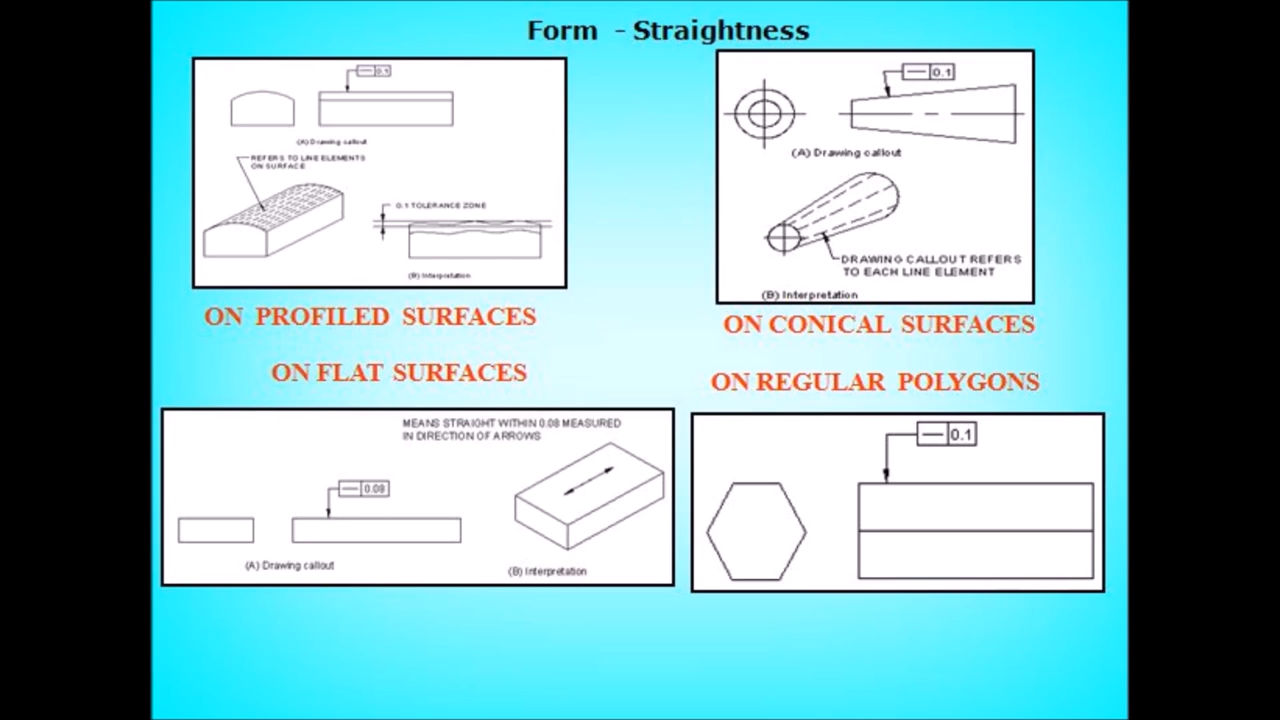 Form - Straightness
0.1
(A) Drawing callout
REFERS TO LINE ELEMENTS
ON SURFACE
0.1 TOLERANCE ZONE
(B) Interpretation
ON PROFILED SURFACES
0.1
(A) Drawing callout
DRAWING CALLOUT REFERS
TO EACH LINE ELEMENT
(B) Interpretation
ON CONICAL SURFACES
ON FLAT SURFACES
MEANS STRAIGHT WITHIN 0.08 MEASURED
IN DIRECTION OF ARROWS
0.08
(A) Drawing callout
(B) Interpretation
ON REGULAR POLYGONS
0.1